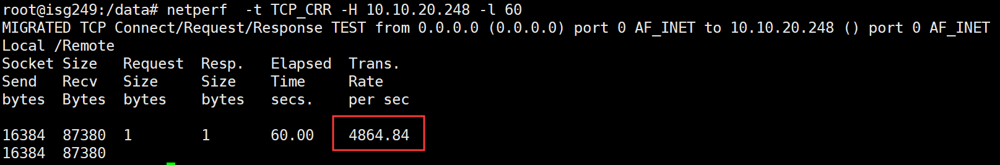 root@isg249:/data# netperf  -t TCP_CRR -H 10.10.20.248 -l 60
MIGRATED TCP Connect/Request/Response TEST from 0.0.0.0 (0.0.0.0) port 0 AF_INET to 10.10.20.248 () port 0 AF_INET
Local /Remote
Socket Size   Request  Resp.   Elapsed  Trans.
Send   Recv   Size     Size    Time     Rate
bytes  Bytes  bytes    bytes   secs.    per sec
16384  87380  1        1       60.00    4864.84
16384  87380